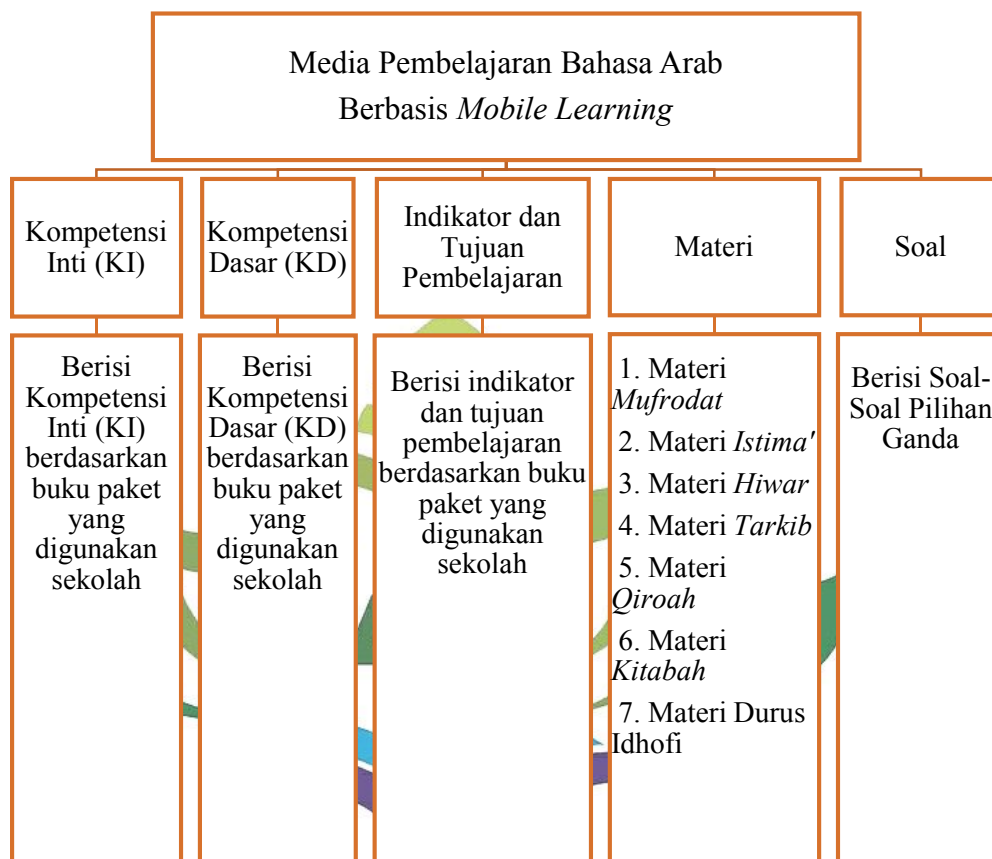 Media Pembelajaran Bahasa Arab
Berbasis Mobile Learning
Kompetensi
Inti (KI)
Kompetensi
Dasar (KD)
Indikator dan
Tujuan
Pembelajaran
Materi
Soal
Berisi
Kompetensi
Inti (KI)
berdasarkan
buku paket
yang
digunakan
sekolah
Berisi
Kompetensi
Dasar (KD)
berdasarkan
buku paket
yang
digunakan
sekolah
Berisi indikator
dan tujuan
pembelajaran
berdasarkan buku
paket yang
digunakan
sekolah
1. Materi
Mufrodat
2. Materi Istima'
3. Materi Hiwar
4. Materi Tarkib
5. Materi
Qiroah
6. Materi
Kitabah
7. Materi Durus
Idhofi
Berisi Soal-
Soal Pilihan
Ganda